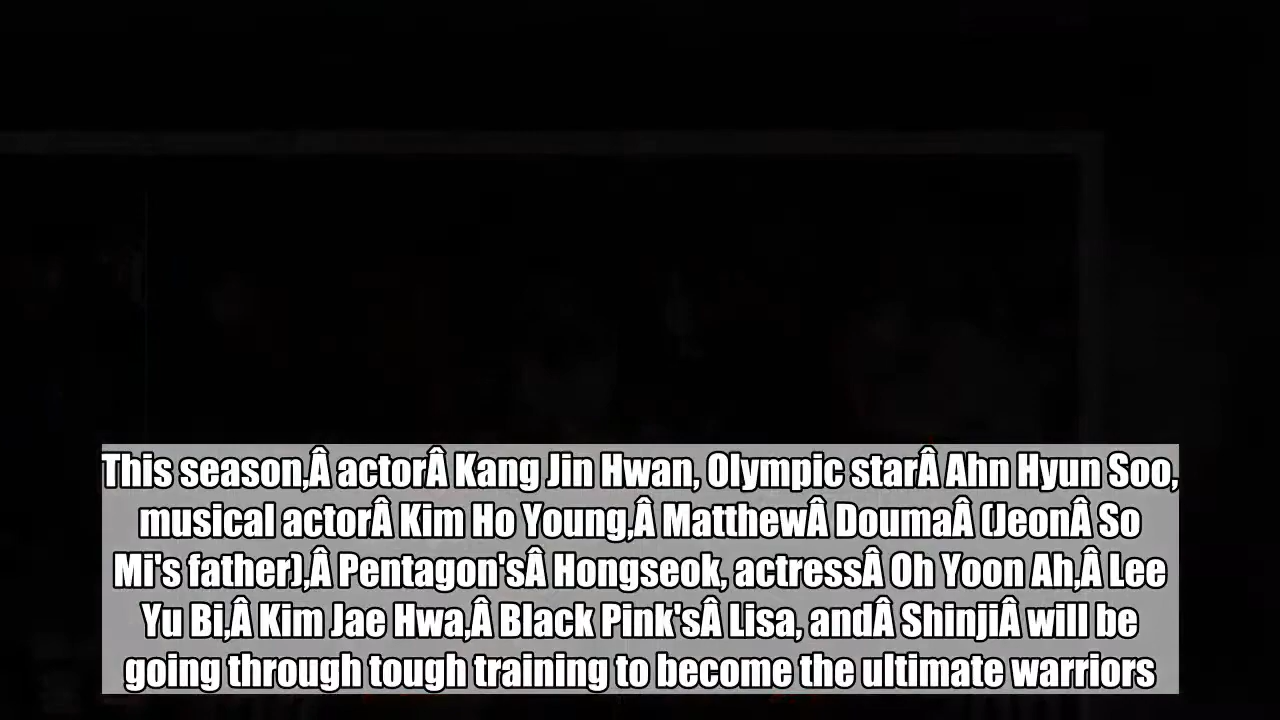 This season,Â actorÂ Kang Jin Hwan, Olympic starÂ Ahn Hyun Soo,
musical actorÂ Kim Ho Young,Â MatthewÂ DoumaÂ (JeonÂ So
Mi's father),Â Pentagon'sÂ Hongseok, actressÂ Oh Yoon Ah,Â Lee
Yu Bi,Â Kim Jae Hwa,Â Black Pink'sÂ Lisa, andÂ ShinjiÂ will be
going through tough training to become the ultimate warriors